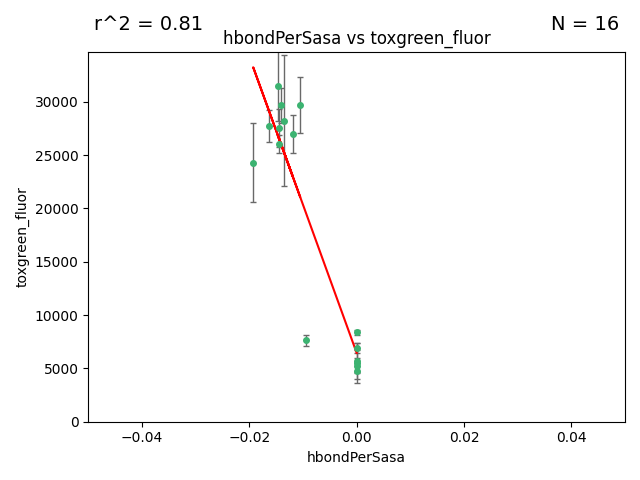 r^2 = 0.81
N = 16
hbondPerSasa vs toxgreen_fluor
toxgreen_fluor
30000
25000
20000
15000
10000
5000
0
−0.04
−0.02
0.00
0.02
0.04
hbondPerSasa